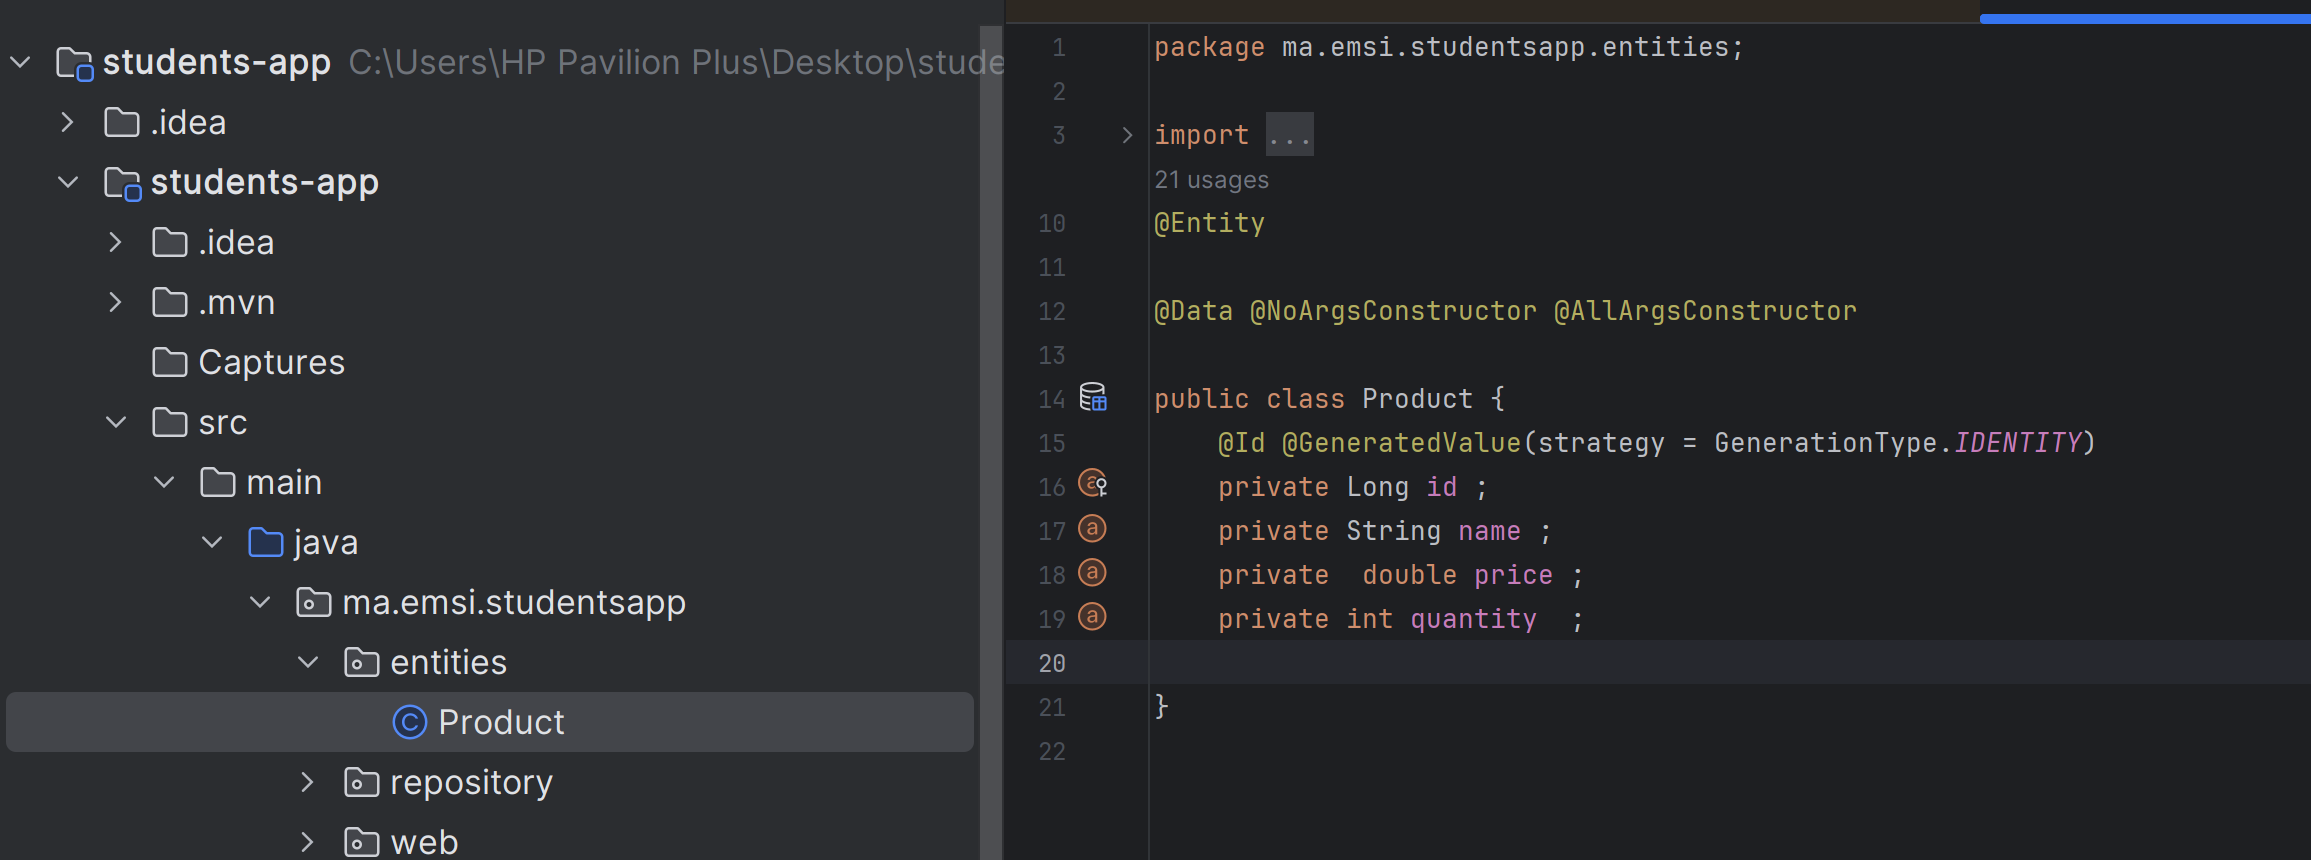 students-app C:\Users\HP Pavilion Plus\Desktop\stude
.idea
students-app
.idea
.mvn
Captures
src
main
java
ma.emsi.studentsapp
entities
Product
repository
web
1 package ma.emsi.studentsapp.entities;
2
3 import ...
21 usages
10 @Entity
11
12 @Data @NoArgsConstructor @AllArgsConstructor
13
14 public class Product {
15 @Id @GeneratedValue(strategy = GenerationType.IDENTITY)
16 private Long id ;
17 private String name ;
18 private  double price ;
19 private int quantity  ;
20
21 }
22